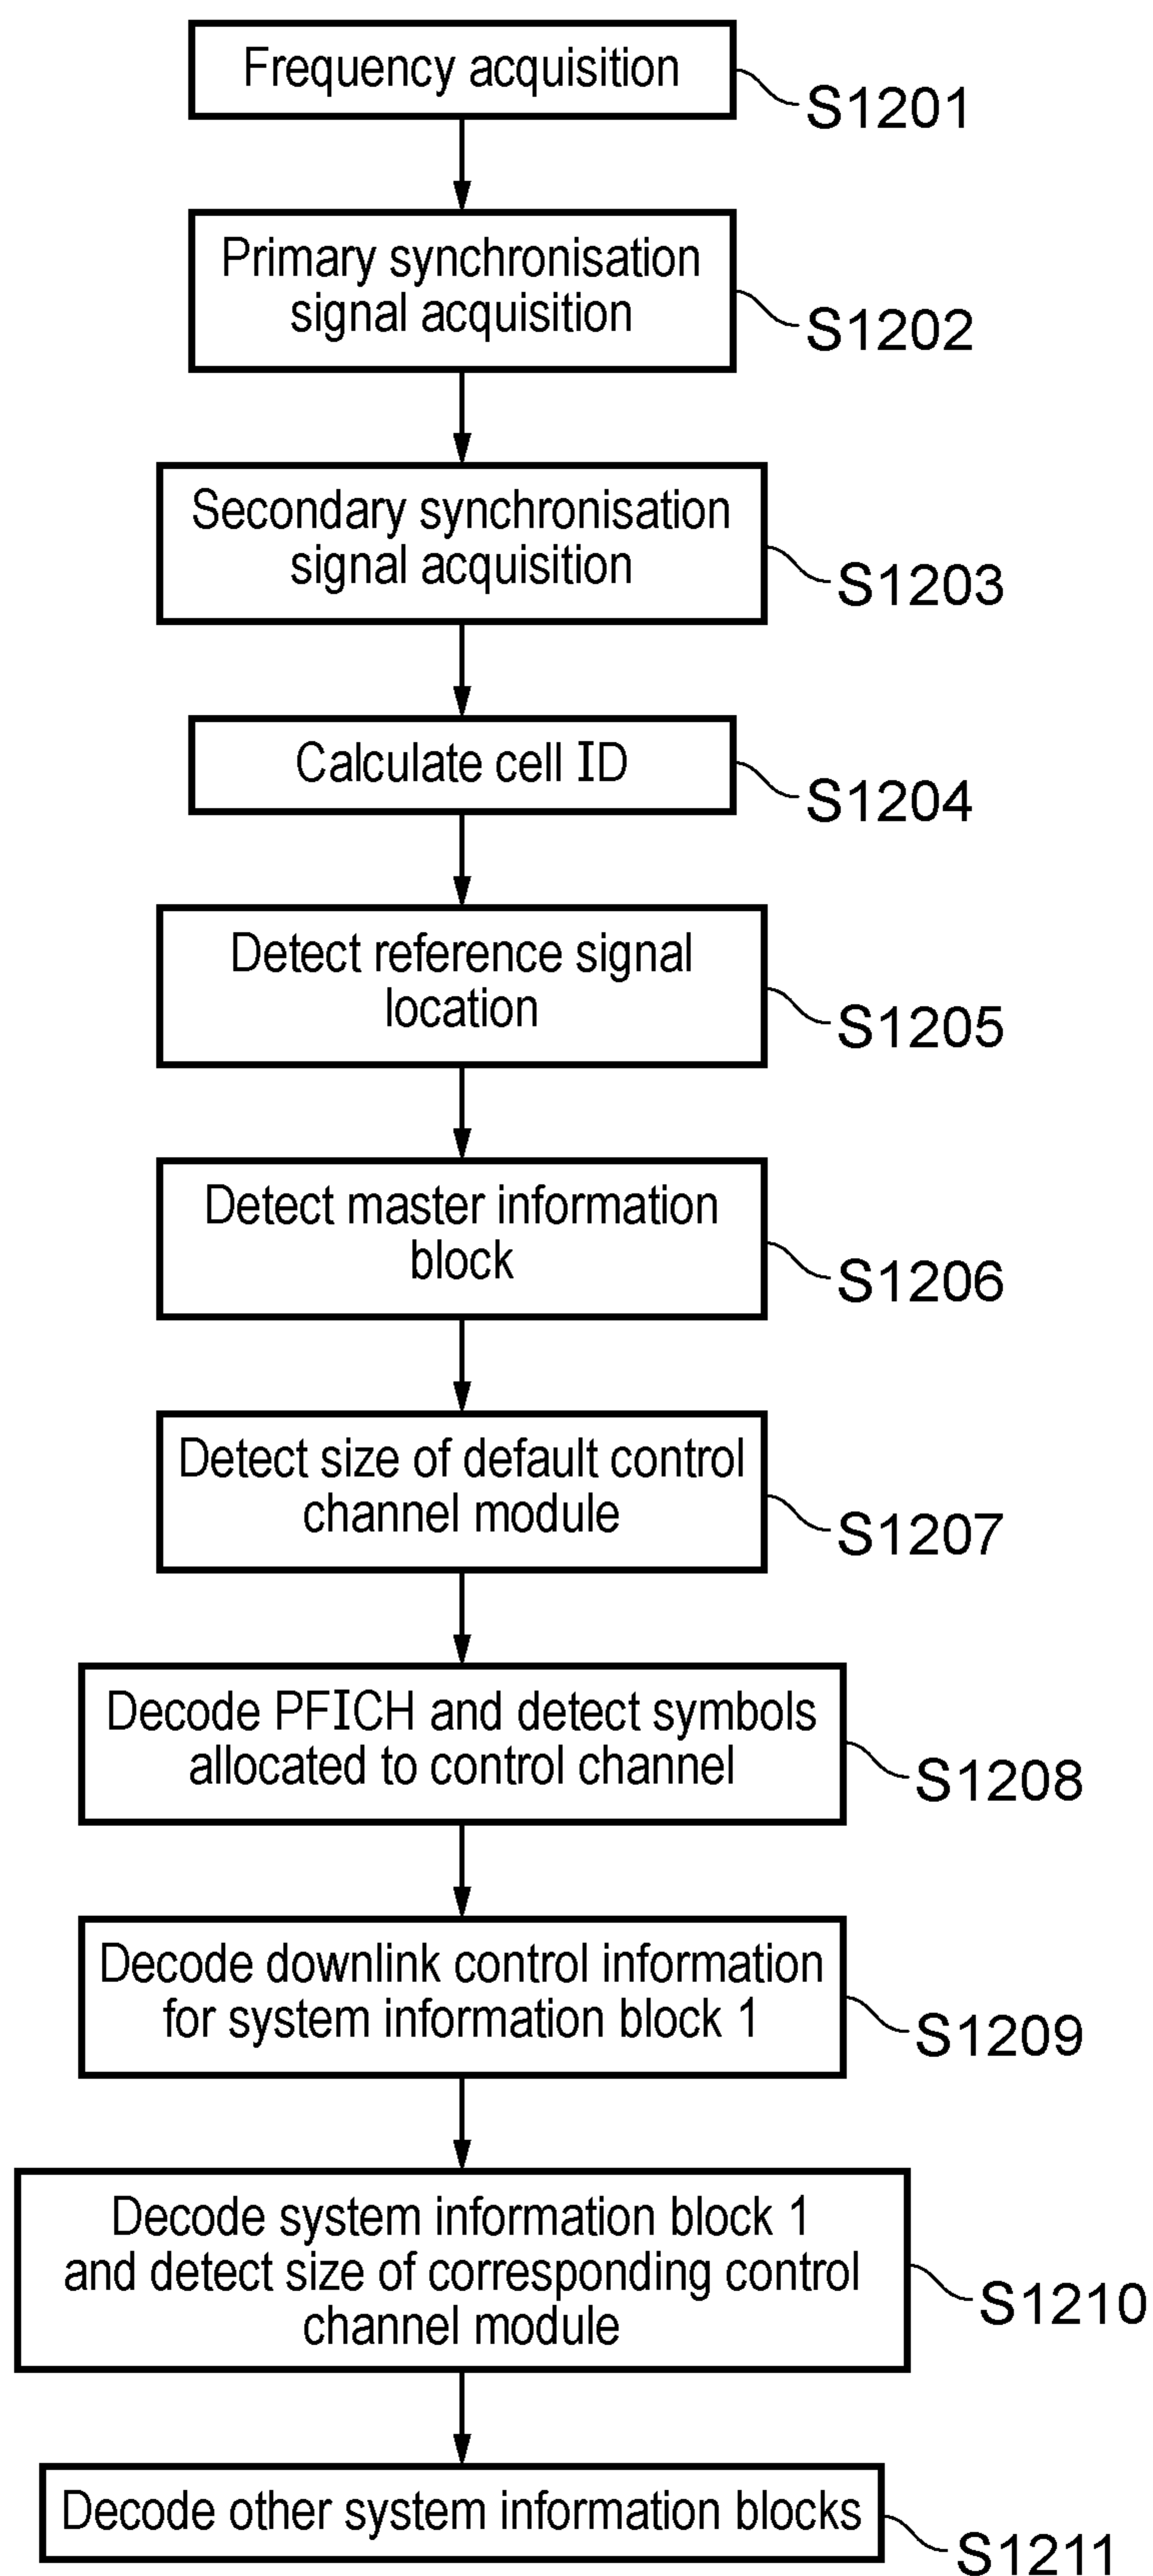 Frequency acquisition
S1201
Primary synchronisation
signal acquisition
S1202
Secondary synchronisation
signal acquisition
S1203
Calculate cell ID
S1204
Detect reference signal
location
S1205
Detect master information
block
S1206
Detect size of default control
channel module
S1207
Decode PFICH and detect symbols
allocated to control channel
S1208
Decode downlink control information
for system information block 1
S1209
Decode system information block 1
and detect size of corresponding control
channel module
S1210
Decode other system information blocks
S1211